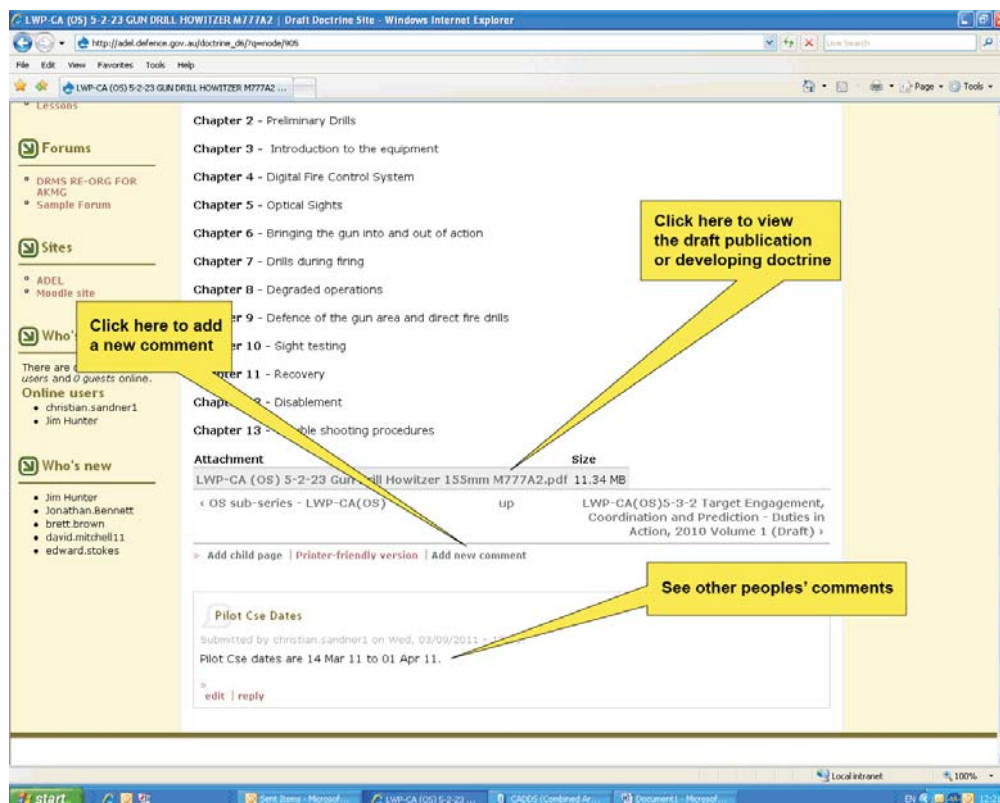 LWP-CA (OS) 5-2-23 GUN DRILL HOWITZER M777A2 | Draft Doctrine Site - Windows Internet Explorer
http://adel.defence.gov.au/doctrine_d6/?q=node/905
Live Search
File Edit View Favorites Tools Help
LWP-CA (OS) 5-2-23 GUN DRILL HOWITZER M777A2 ...
Page Tools
Lessons
Forums
DRMS RE-ORG FOR
AKMG
Sample Forum
Sites
ADEL
Moodle site
Who's
There are
users and 0 guests online.
Online users
christian.sandner1
Jim Hunter
Who's new
Jim Hunter
Jonathan.Bennett
brett.brown
david.mitchell11
edward.stokes
Chapter 2 - Preliminary Drills
Chapter 3 - Introduction to the equipment
Chapter 4 - Digital Fire Control System
Chapter 5 - Optical Sights
Chapter 6 - Bringing the gun into and out of action
Chapter 7 - Drills during firing
Chapter 8 - Degraded operations
9 - Defence of the gun area and direct fire drills
10 - Sight testing
11 - Recovery
- Disablement
Chapter 13 - shooting procedures
Click here to view
the draft publication
or developing doctrine
Click here to add
a new comment
Attachment Size
LWP-CA (OS) 5-2-23 Gun Drill Howitzer 155mm M777A2.pdf 11.34 MB
‹ OS sub-series - LWP-CA(OS) up LWP-CA(OS)5-3-2 Target Engagement,
Coordination and Prediction - Duties in
Action, 2010 Volume 1 (Draft) ›
» Add child page | Printer-friendly version | Add new comment
See other peoples' comments
Pilot Cse Dates
Submitted by christian.sandner1 on Wed, 03/09/2011 -
Pilot Cse dates are 14 Mar 11 to 01 Apr 11.
»
edit | reply
Local intranet 100%
start Sent Items - Microsof... LWP-CA (OS) 5-2-23 ... CADDS (Combined Ar... Document1 - Microsof... EN